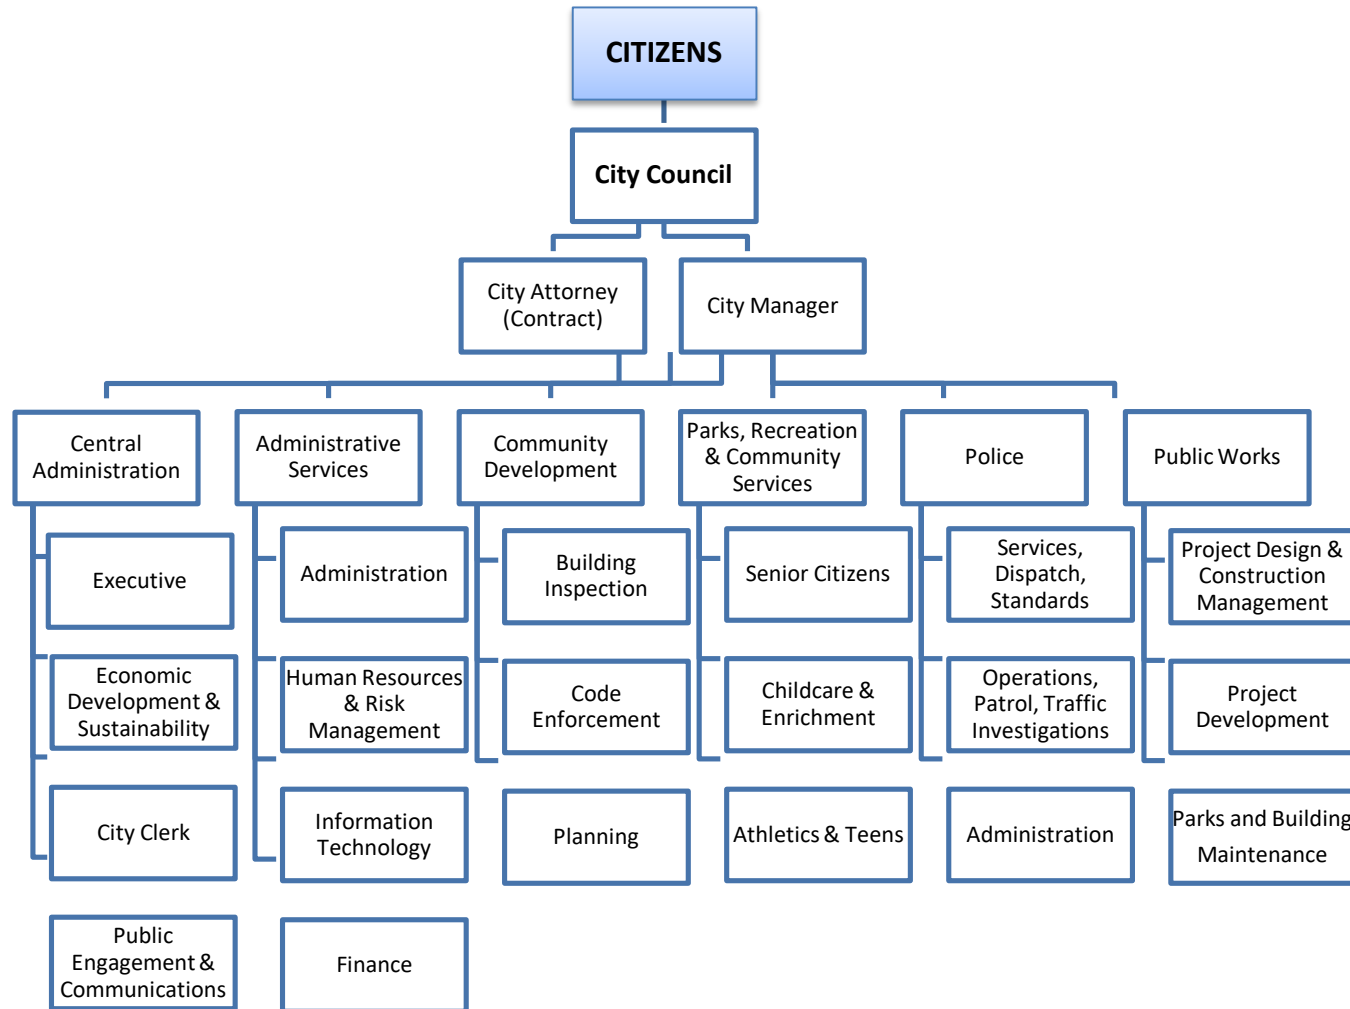 CITIZENS
City Council
City Attorney
(Contract)
City Manager
Central
Administration
Administrative
Services
Community
Development
Parks, Recreation
& Community
Services
Police
Public Works
Executive
Administration
Building
Inspection
Senior Citizens
Services,
Dispatch,
Standards
Project Design &
Construction
Management
Economic
Development &
Sustainability
Human Resources
& Risk
Management
Code
Enforcement
Childcare &
Enrichment
Operations,
Patrol, Traffic
Investigations
Project
Development
City Clerk
Information
Technology
Planning
Athletics & Teens
Administration
Parks and Building
Maintenance
Public
Engagement &
Communications
Finance